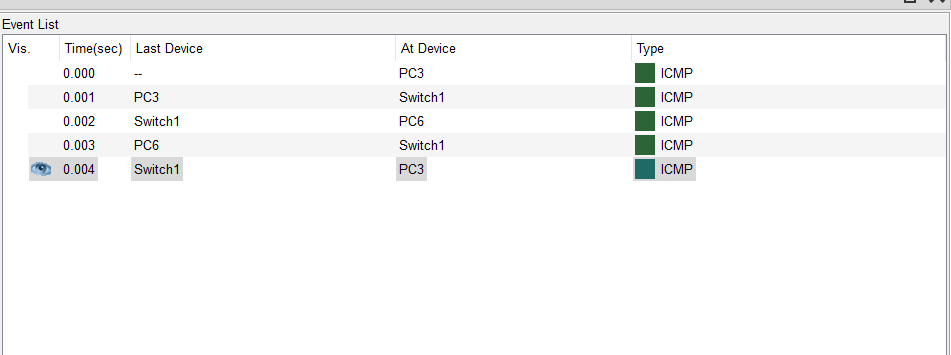 Event List
Vis. Time(sec) Last Device At Device Type
0.000 -- PC3 ICMP
0.001 PC3 Switch1 ICMP
0.002 Switch1 PC6 ICMP
0.003 PC6 Switch1 ICMP
0.004 Switch1 PC3 ICMP